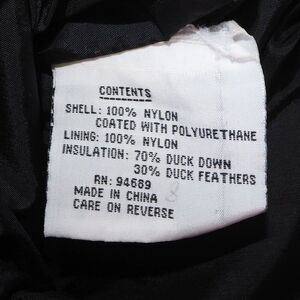 CONTENTS
SHELL: 100% NYLON
COATED WITH POLYURETHANE
LINING: 100% NYLON
INSULATION: 70% DUCK DOWN
30% DUCK FEATHERS
RN: 94669
MADE IN CHINA
CARE ON REVERSE